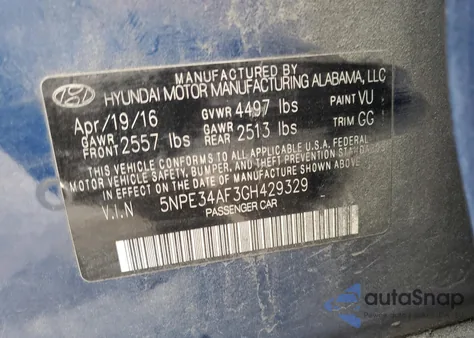 MANUFACTURED BY
HYUNDAI MOTOR MANUFACTURING ALABAMA, LLC
Apr/19/16 GVWR 4497 lbs PAINT VU
GAWR FRONT 2557 lbs GAWR REAR 2513 lbs TRIM GG
THIS VEHICLE CONFORMS TO ALL APPLICABLE U.S.A. FEDERAL
MOTOR VEHICLE SAFETY, BUMPER, AND THEFT PREVENTION STANDARDS
IN EFFECT ON THE DATE OF MANUFACTURE SHOWN ABOVE.
V.I.N 5NPE34AF3GH429329
PASSENGER CAR
autoSnap